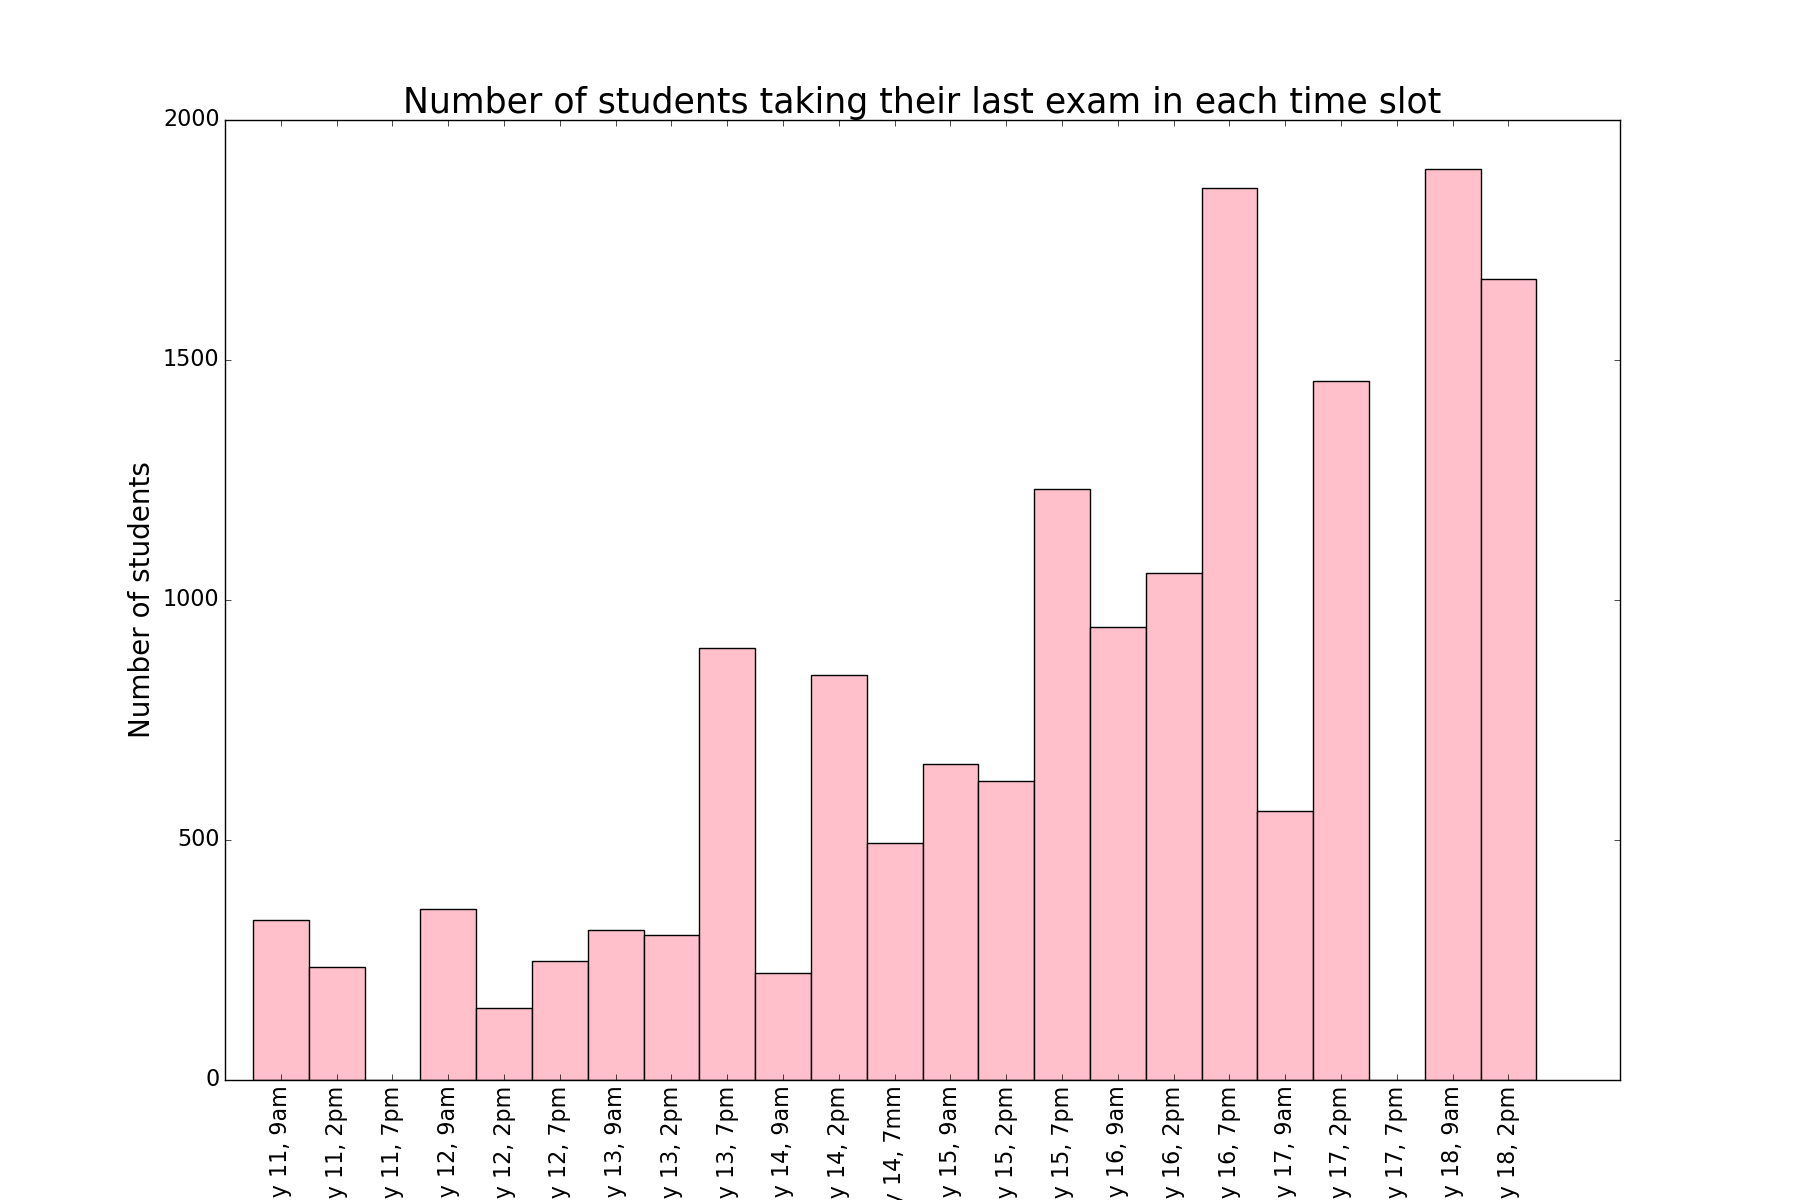 Number of students taking their last exam in each time slot
2000
1500
1000
500
0
Number of students
y 11, 9am
y 11, 2pm
y 11, 7pm
y 12, 9am
y 12, 2pm
y 12, 7pm
y 13, 9am
y 13, 2pm
y 13, 7pm
y 14, 9am
y 14, 2pm
y 14, 7mm
y 15, 9am
y 15, 2pm
y 15, 7pm
y 16, 9am
y 16, 2pm
y 16, 7pm
y 17, 9am
y 17, 2pm
y 17, 7pm
y 18, 9am
y 18, 2pm